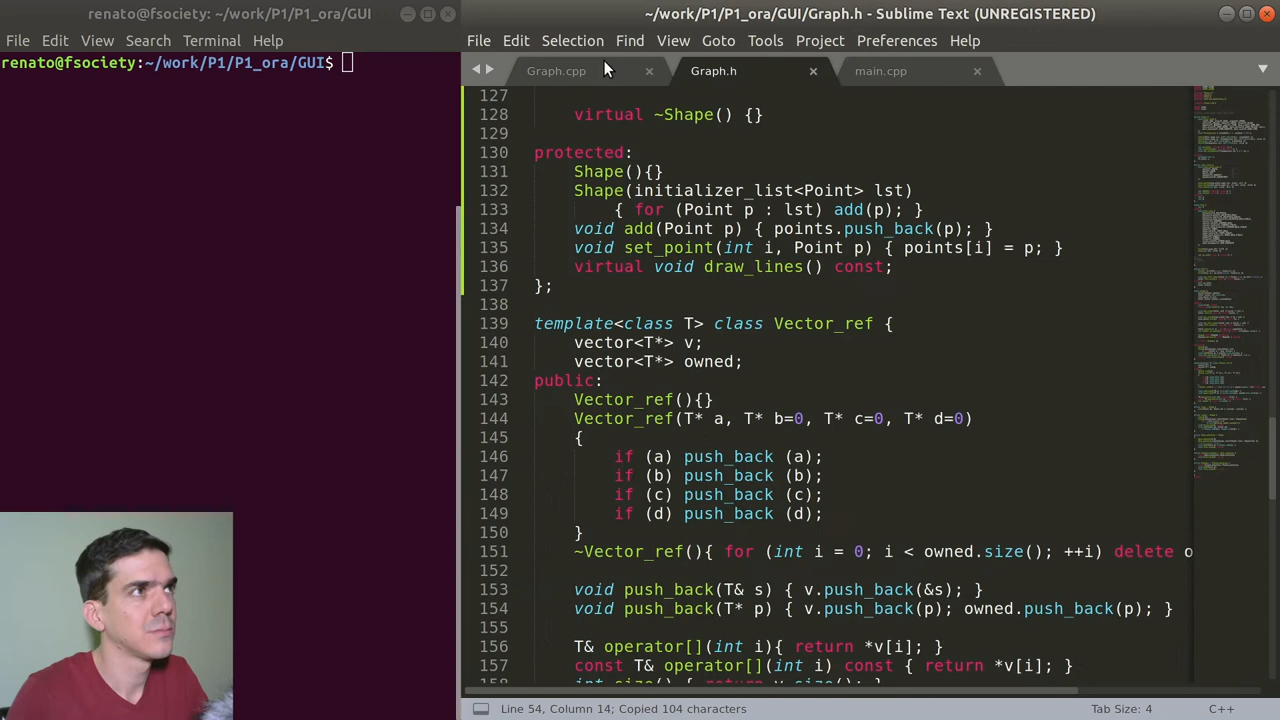 renato@fsociety: ~/work/P1/P1_ora/GUI
File Edit View Search Terminal Help
renato@fsociety:~/work/P1/P1_ora/GUI$
~/work/P1/P1_ora/GUI/Graph.h - Sublime Text (UNREGISTERED)
File Edit Selection Find View Goto Tools Project Preferences Help
Graph.cpp Graph.h main.cpp
127
128 virtual ~Shape() {}
129
130 protected:
131 Shape(){}
132 Shape(initializer_list<Point> lst)
133 { for (Point p : lst) add(p); }
134 void add(Point p) { points.push_back(p); }
135 void set_point(int i, Point p) { points[i] = p; }
136 virtual void draw_lines() const;
137 };
138
139 template<class T> class Vector_ref {
140 vector<T*> v;
141 vector<T*> owned;
142 public:
143 Vector_ref(){}
144 Vector_ref(T* a, T* b=0, T* c=0, T* d=0)
145 {
146 if (a) push_back (a);
147 if (b) push_back (b);
148 if (c) push_back (c);
149 if (d) push_back (d);
150 }
151 ~Vector_ref(){ for (int i = 0; i < owned.size(); ++i) delete o
152
153 void push_back(T& s) { v.push_back(&s); }
154 void push_back(T* p) { v.push_back(p); owned.push_back(p); }
155
156 T& operator[](int i){ return *v[i]; }
157 const T& operator[](int i) const { return *v[i]; }
158 int size() { return v.size(); }
Line 54, Column 14; Copied 104 characters Tab Size: 4 C++